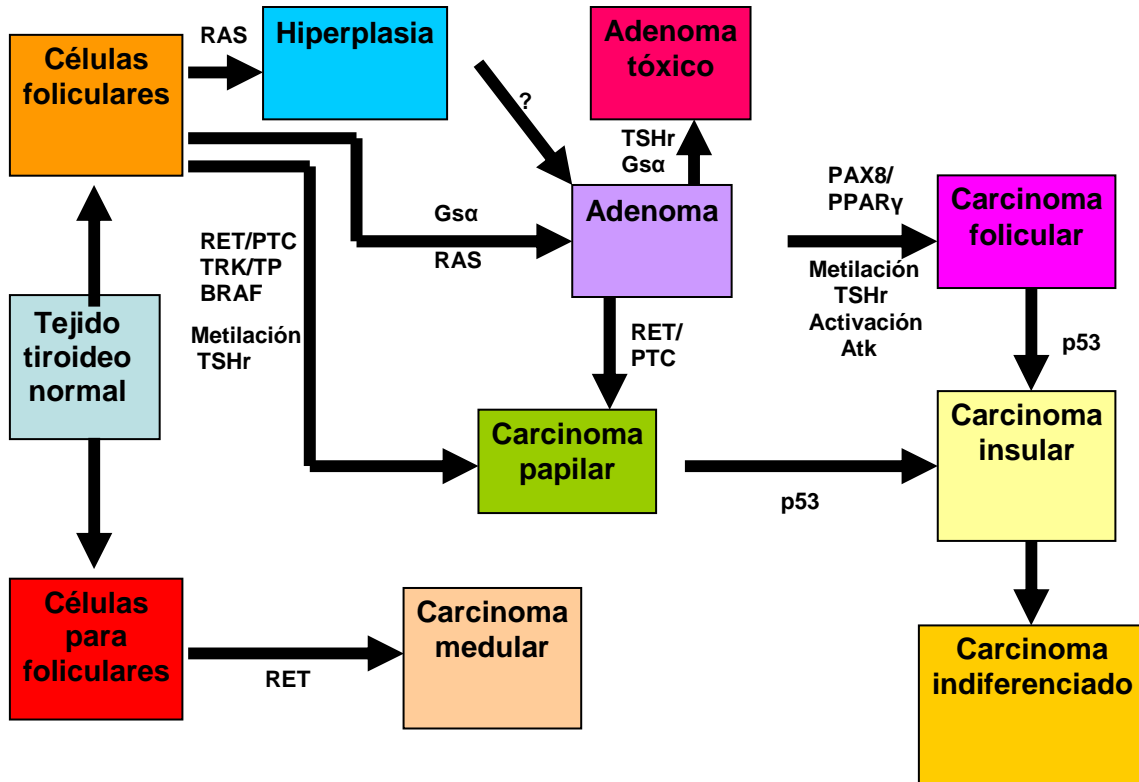 Células
foliculares
RAS
Hiperplasia
Adenoma
tóxico
?
TSHr
Gsα
Gsα
RAS
Adenoma
PAX8/
PPARγ
Carcinoma
folicular
RET/PTC
TRK/TP
BRAF
Metilación
TSHr
Metilación
TSHr
Activación
Atk
Tejido
tiroideo
normal
RET/
PTC
p53
Carcinoma
papilar
p53
Carcinoma
insular
Células
para
foliculares
RET
Carcinoma
medular
Carcinoma
indiferenciado